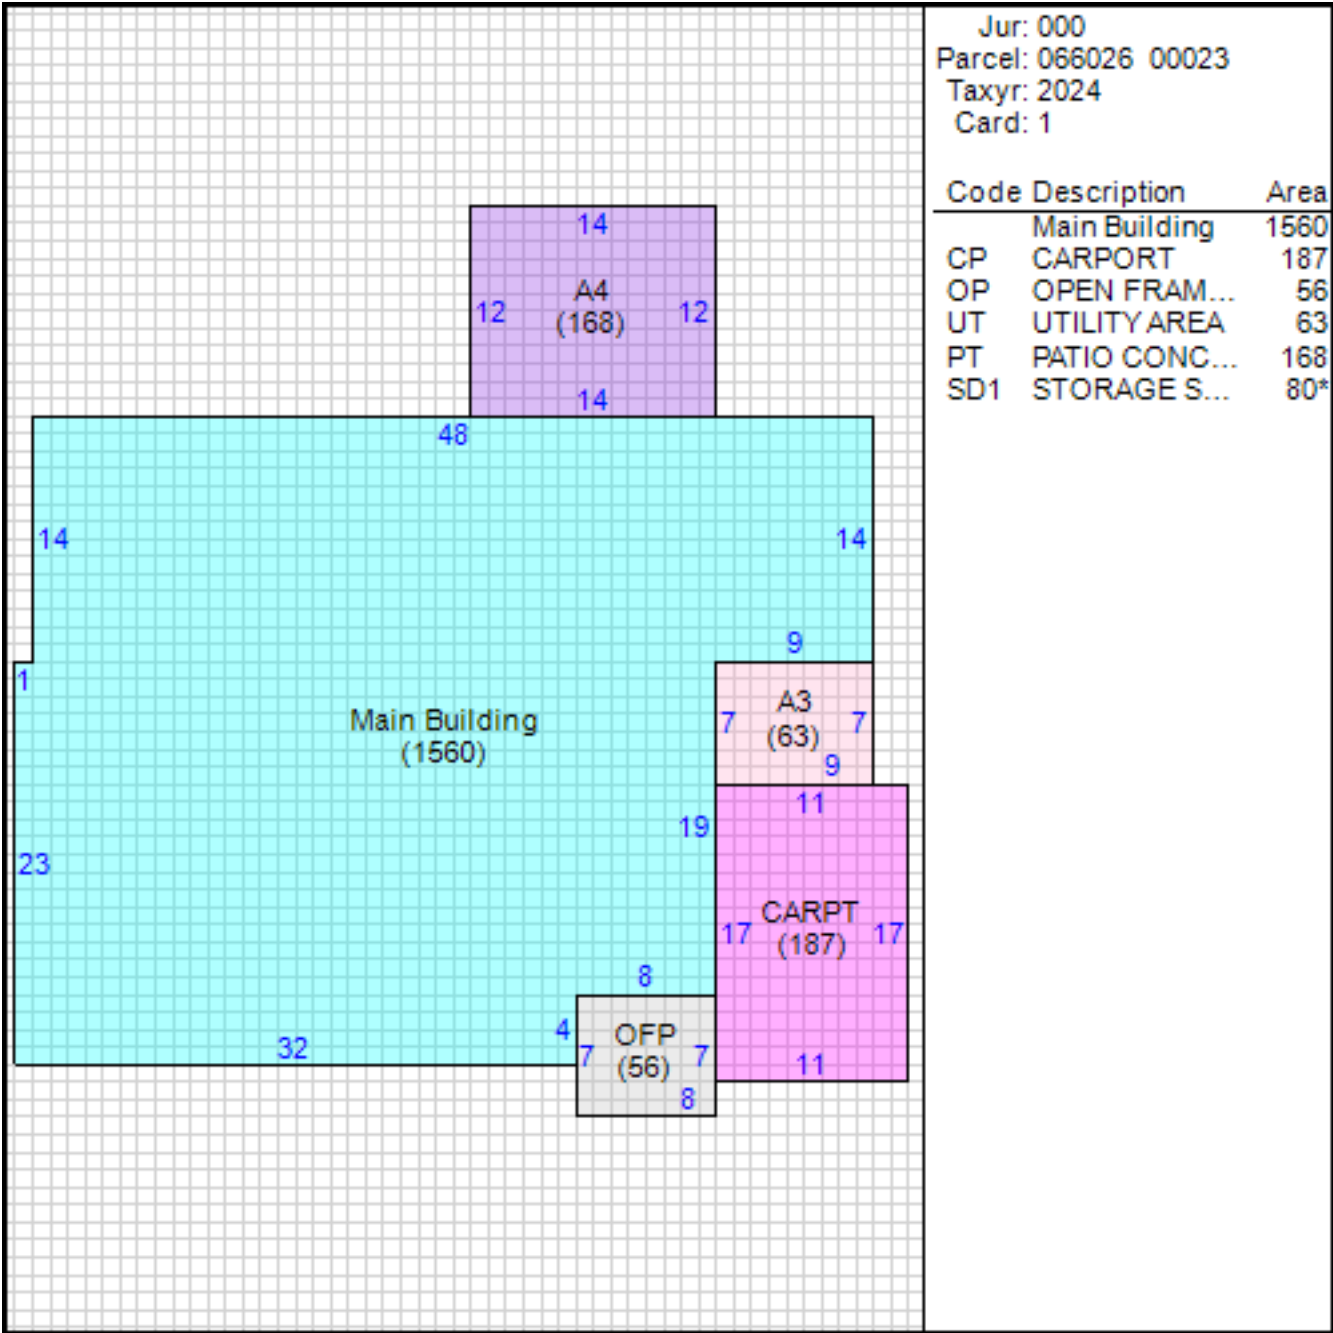 Jur: 000
Parcel: 066026 00023
Taxyr: 2024
Card: 1
Code Description Area
Main Building 1560
CP CARPORT 187
OP OPEN FRAM... 56
UT UTILITY AREA 63
PT PATIO CONC... 168
SD1 STORAGE S... 80*
14
A4
12 (168) 12
14
48
14 14
9
1
A3
7 (63) 7
9
Main Building
(1560)
11
19
23
CARPT
17 (187) 17
8
4
OFP
7 (56) 7
32
11
8